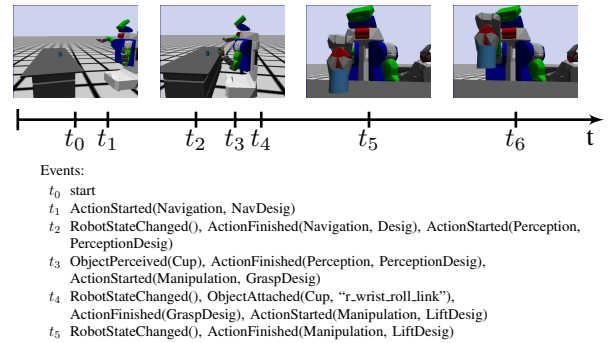 t0 t1 t2 t3 t4 t5 t6 t
Events:
t0 start
t1 ActionStarted(Navigation, NavDesig)
t2 RobotStateChanged(), ActionFinished(Navigation, Desig), ActionStarted(Perception,
PerceptionDesig)
t3 ObjectPerceived(Cup), ActionFinished(Perception, PerceptionDesig),
ActionStarted(Manipulation, GraspDesig)
t4 RobotStateChanged(), ObjectAttached(Cup, “r_wrist_roll_link”),
ActionFinished(GraspDesig), ActionStarted(Manipulation, LiftDesig)
t5 RobotStateChanged(), ActionFinished(Manipulation, LiftDesig)